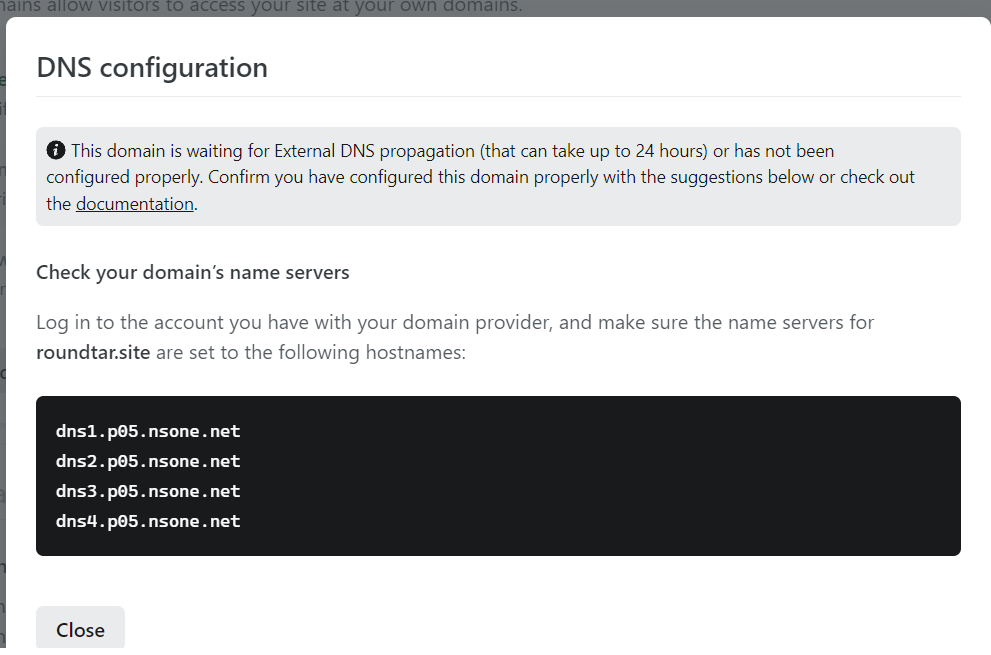 ains allow visitors to access your site at your own domains.
DNS configuration
This domain is waiting for External DNS propagation (that can take up to 24 hours) or has not been
configured properly. Confirm you have configured this domain properly with the suggestions below or check out
the documentation.
Check your domain’s name servers
Log in to the account you have with your domain provider, and make sure the name servers for
roundtar.site are set to the following hostnames:
dns1.p05.nsone.net
dns2.p05.nsone.net
dns3.p05.nsone.net
dns4.p05.nsone.net
Close